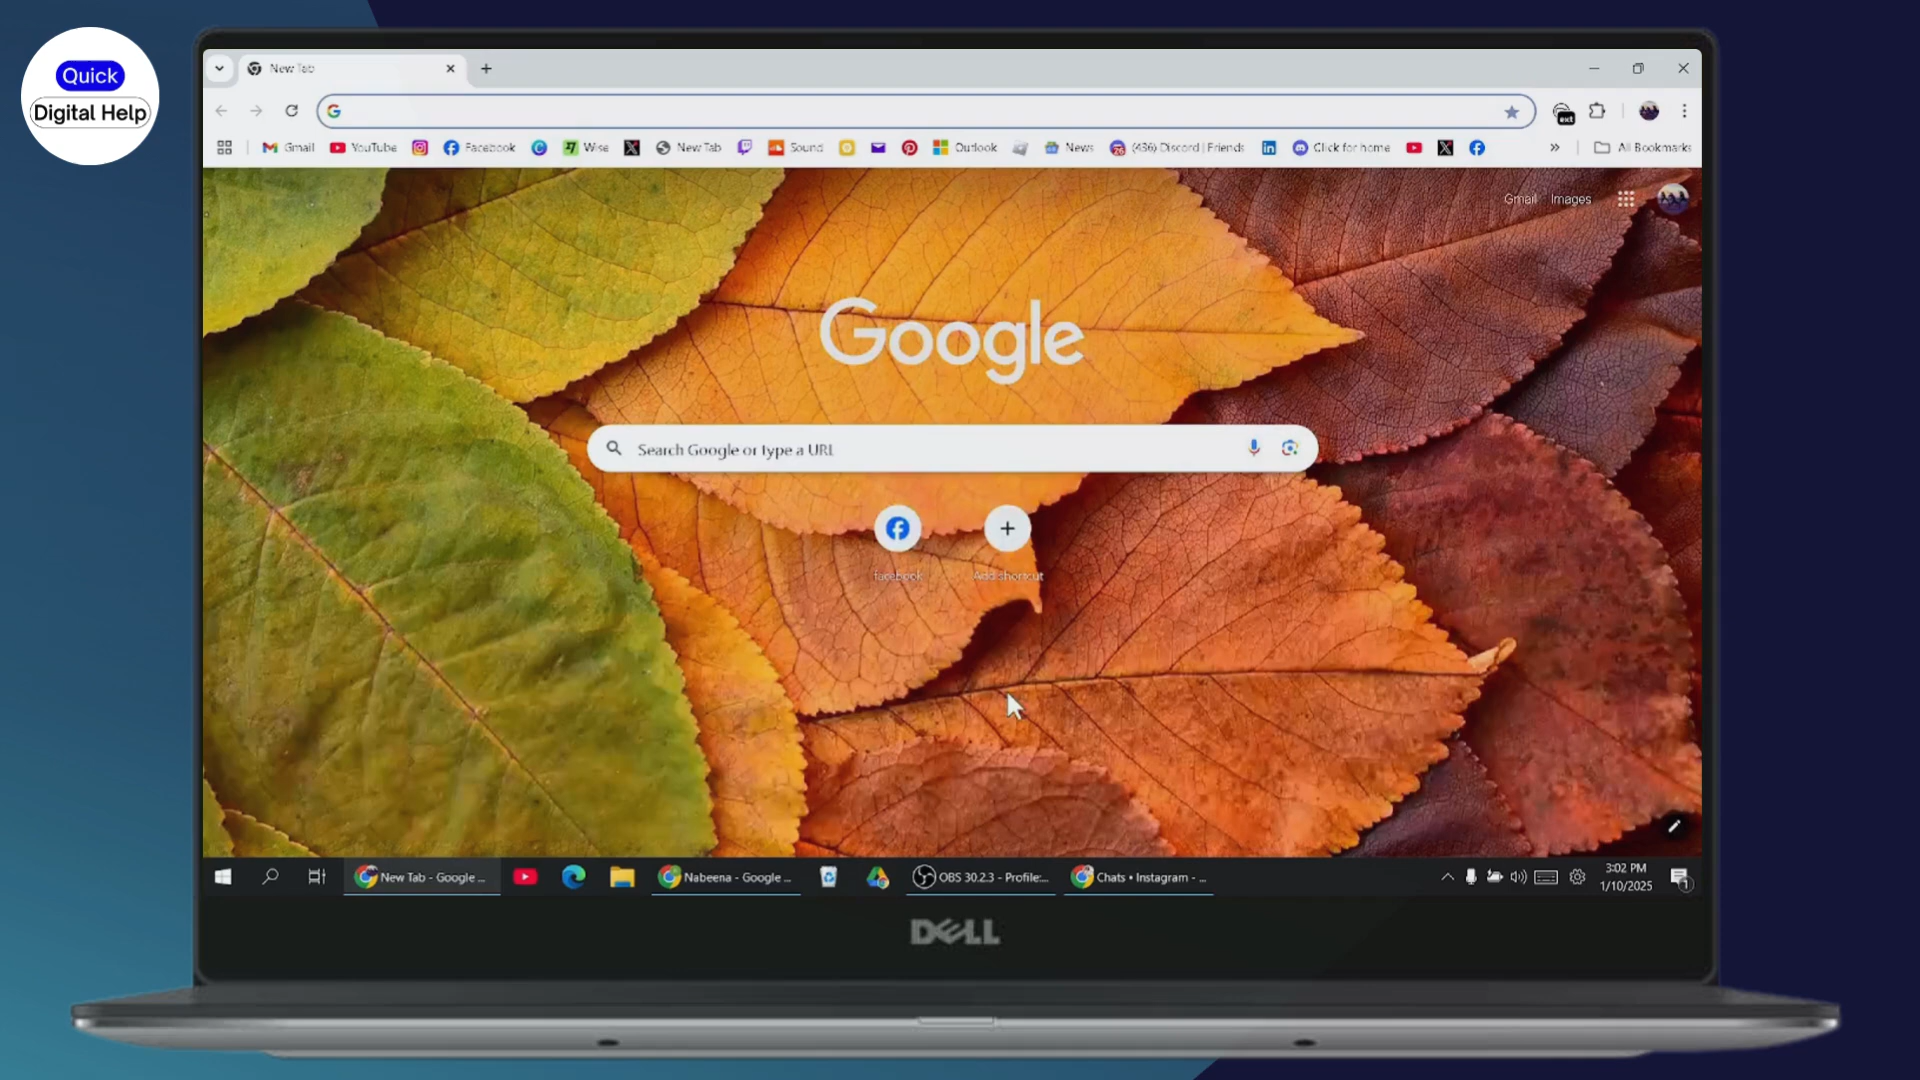 Quick
Digital Help
New Tab
Gmail
YouTube
Facebook
Wise
New Tab
Sound
Outlook
News
(436) Discord | Friends
Click for home
All Bookmarks
Gmail
Images
Google
Search Google or type a URL
facebook
Add shortcut
New Tab - Google ...
Nabeena - Google ...
OBS 30.2.3 - Profile:...
Chats • Instagram - ...
3:02 PM
1/10/2025
1
DELL